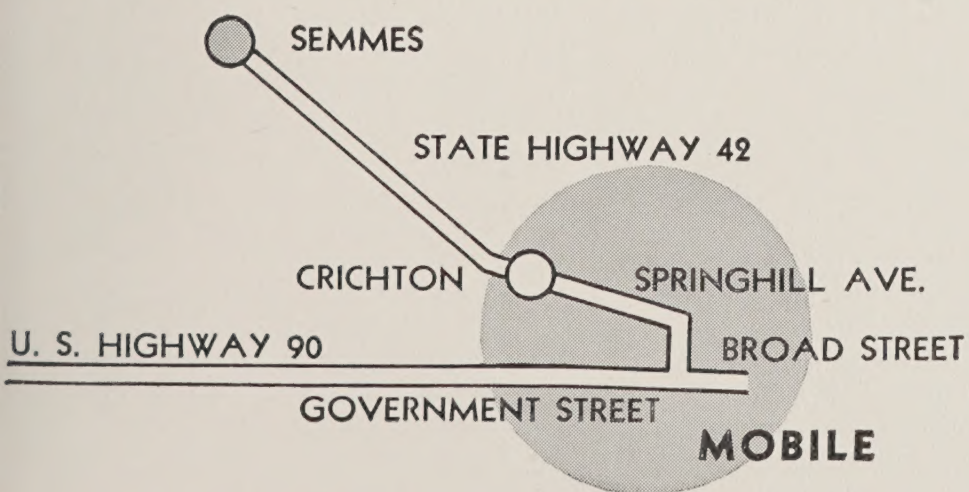 SEMMES
STATE HIGHWAY 42
CRICHTON
SPRINGHILL AVE.
U. S. HIGHWAY 90
BROAD STREET
GOVERNMENT STREET
MOBILE